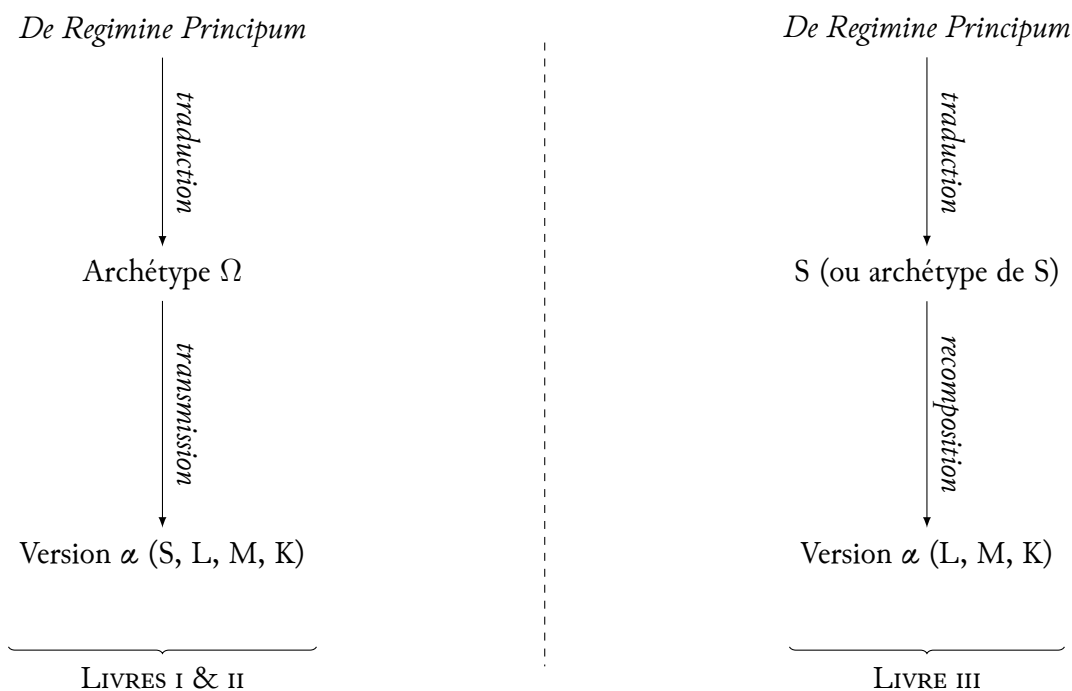 De Regimine Principum
traduction
Archétype Ω
transmission
Version α (S, L, M, K)
Livres i & ii
De Regimine Principum
traduction
S (ou archétype de S)
recomposition
Version α (L, M, K)
Livre iii